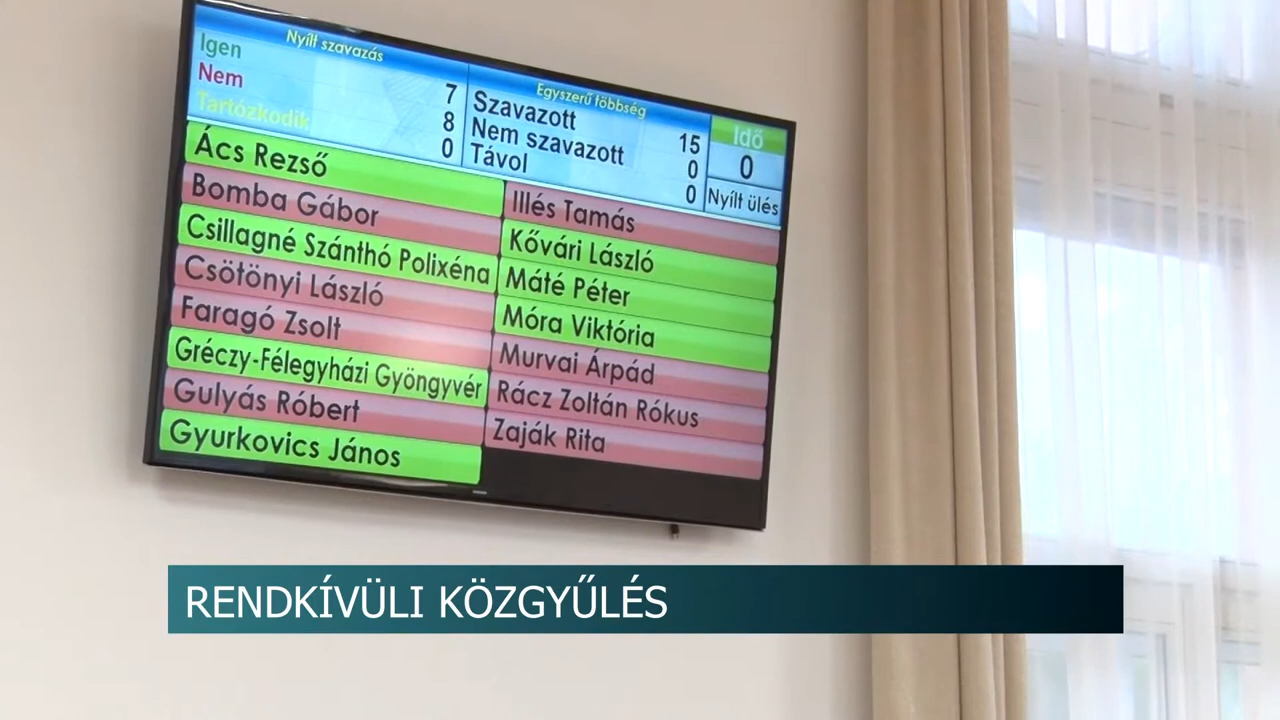 Nyílt szavazás
Igen 7
Nem 8
Tartózkodik 0
Egyszerű többség
Szavazott 15
Nem szavazott 0
Távol 0
Idő
0
Nyílt ülés
Ács Rezső
Bomba Gábor
Csillagné Szánthó Polixéna
Csötönyi László
Faragó Zsolt
Gréczy-Félegyházi Gyöngyvér
Gulyás Róbert
Gyurkovics János
Illés Tamás
Kővári László
Máté Péter
Móra Viktória
Murvai Árpád
Rácz Zoltán Rókus
Zaják Rita
RENDKÍVÜLI KÖZGYŰLÉS